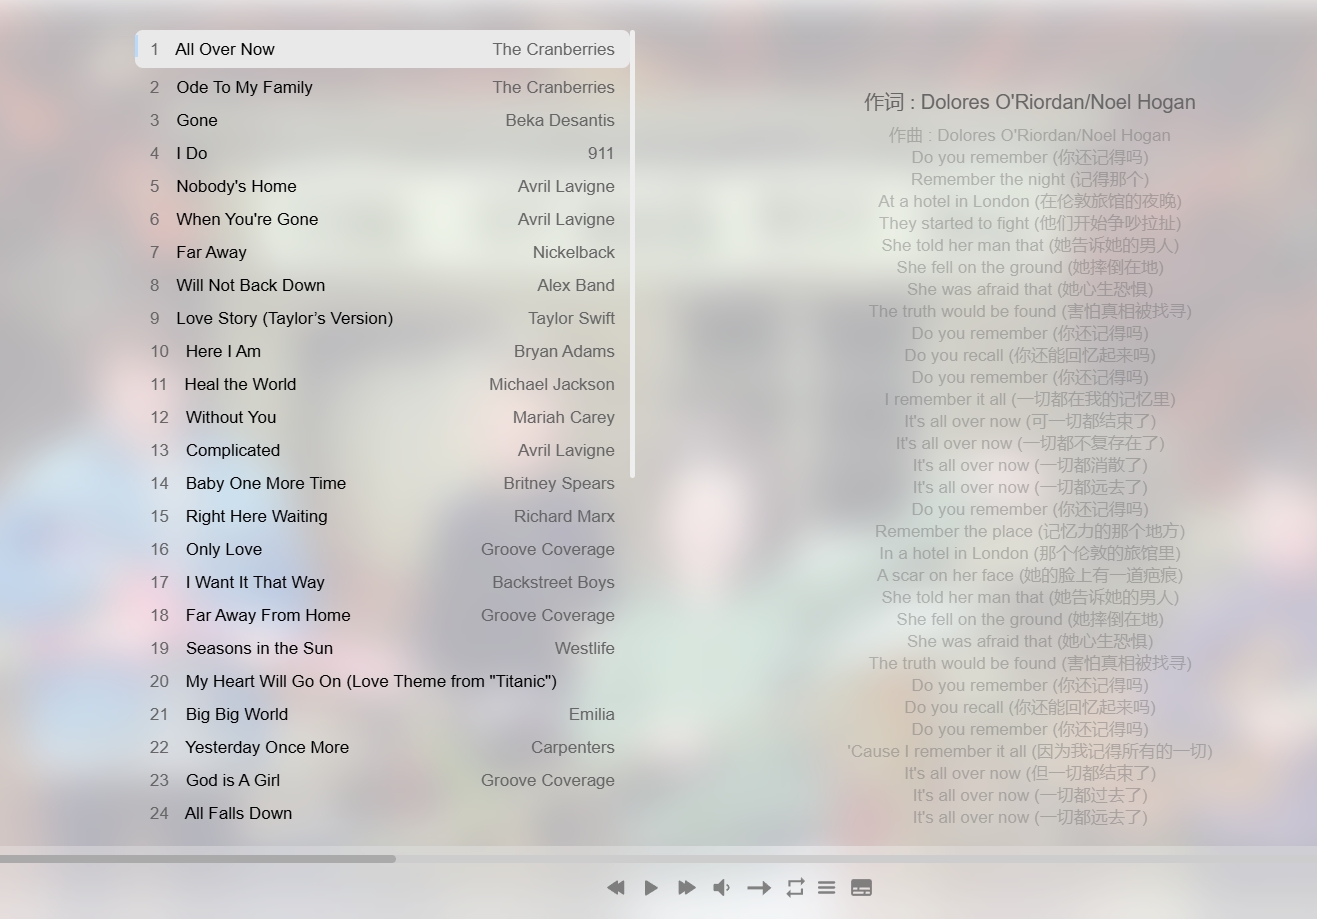 1 All Over Now The Cranberries
2 Ode To My Family The Cranberries
3 Gone Beka Desantis
4 I Do 911
5 Nobody's Home Avril Lavigne
6 When You're Gone Avril Lavigne
7 Far Away Nickelback
8 Will Not Back Down Alex Band
9 Love Story (Taylor’s Version) Taylor Swift
10 Here I Am Bryan Adams
11 Heal the World Michael Jackson
12 Without You Mariah Carey
13 Complicated Avril Lavigne
14 Baby One More Time Britney Spears
15 Right Here Waiting Richard Marx
16 Only Love Groove Coverage
17 I Want It That Way Backstreet Boys
18 Far Away From Home Groove Coverage
19 Seasons in the Sun Westlife
20 My Heart Will Go On (Love Theme from "Titanic")
21 Big Big World Emilia
22 Yesterday Once More Carpenters
23 God is A Girl Groove Coverage
24 All Falls Down
作词 : Dolores O'Riordan/Noel Hogan
作曲 : Dolores O'Riordan/Noel Hogan
Do you remember (你还记得吗)
Remember the night (记得那个)
At a hotel in London (在伦敦旅馆的夜晚)
They started to fight (他们开始争吵拉扯)
She told her man that (她告诉她的男人)
She fell on the ground (她摔倒在地)
She was afraid that (她心生恐惧)
The truth would be found (害怕真相被找寻)
Do you remember (你还记得吗)
Do you recall (你还能回忆起来吗)
Do you remember (你还记得吗)
I remember it all (一切都在我的记忆里)
It's all over now (可一切都结束了)
It's all over now (一切都不复存在了)
It's all over now (一切都消散了)
It's all over now (一切都远去了)
Do you remember (你还记得吗)
Remember the place (记忆力的那个地方)
In a hotel in London (那个伦敦的旅馆里)
A scar on her face (她的脸上有一道疤痕)
She told her man that (她告诉她的男人)
She fell on the ground (她摔倒在地)
She was afraid that (她心生恐惧)
The truth would be found (害怕真相被找寻)
Do you remember (你还记得吗)
Do you recall (你还能回忆起来吗)
Do you remember (你还记得吗)
'Cause I remember it all (因为我记得所有的一切)
It's all over now (但一切都结束了)
It's all over now (一切都过去了)
It's all over now (一切都远去了)